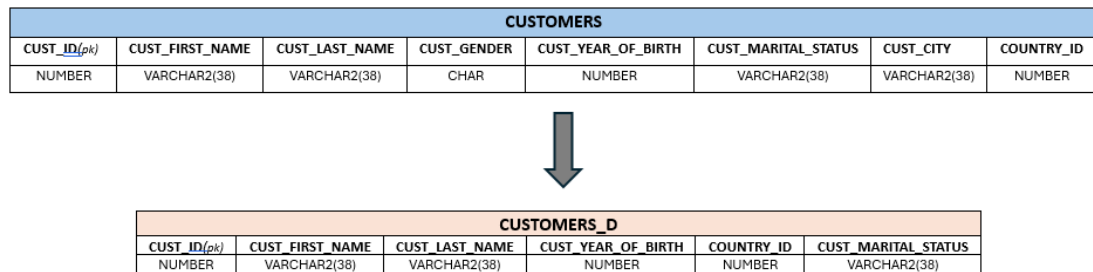 CUSTOMERS
CUST_ID(pk) CUST_FIRST_NAME CUST_LAST_NAME CUST_GENDER CUST_YEAR_OF_BIRTH CUST_MARITAL_STATUS CUST_CITY COUNTRY_ID
NUMBER VARCHAR2(38) VARCHAR2(38) CHAR NUMBER VARCHAR2(38) VARCHAR2(38) NUMBER
CUSTOMERS_D
CUST_ID(pk) CUST_FIRST_NAME CUST_LAST_NAME CUST_YEAR_OF_BIRTH COUNTRY_ID CUST_MARITAL_STATUS
NUMBER VARCHAR2(38) VARCHAR2(38) NUMBER NUMBER VARCHAR2(38)